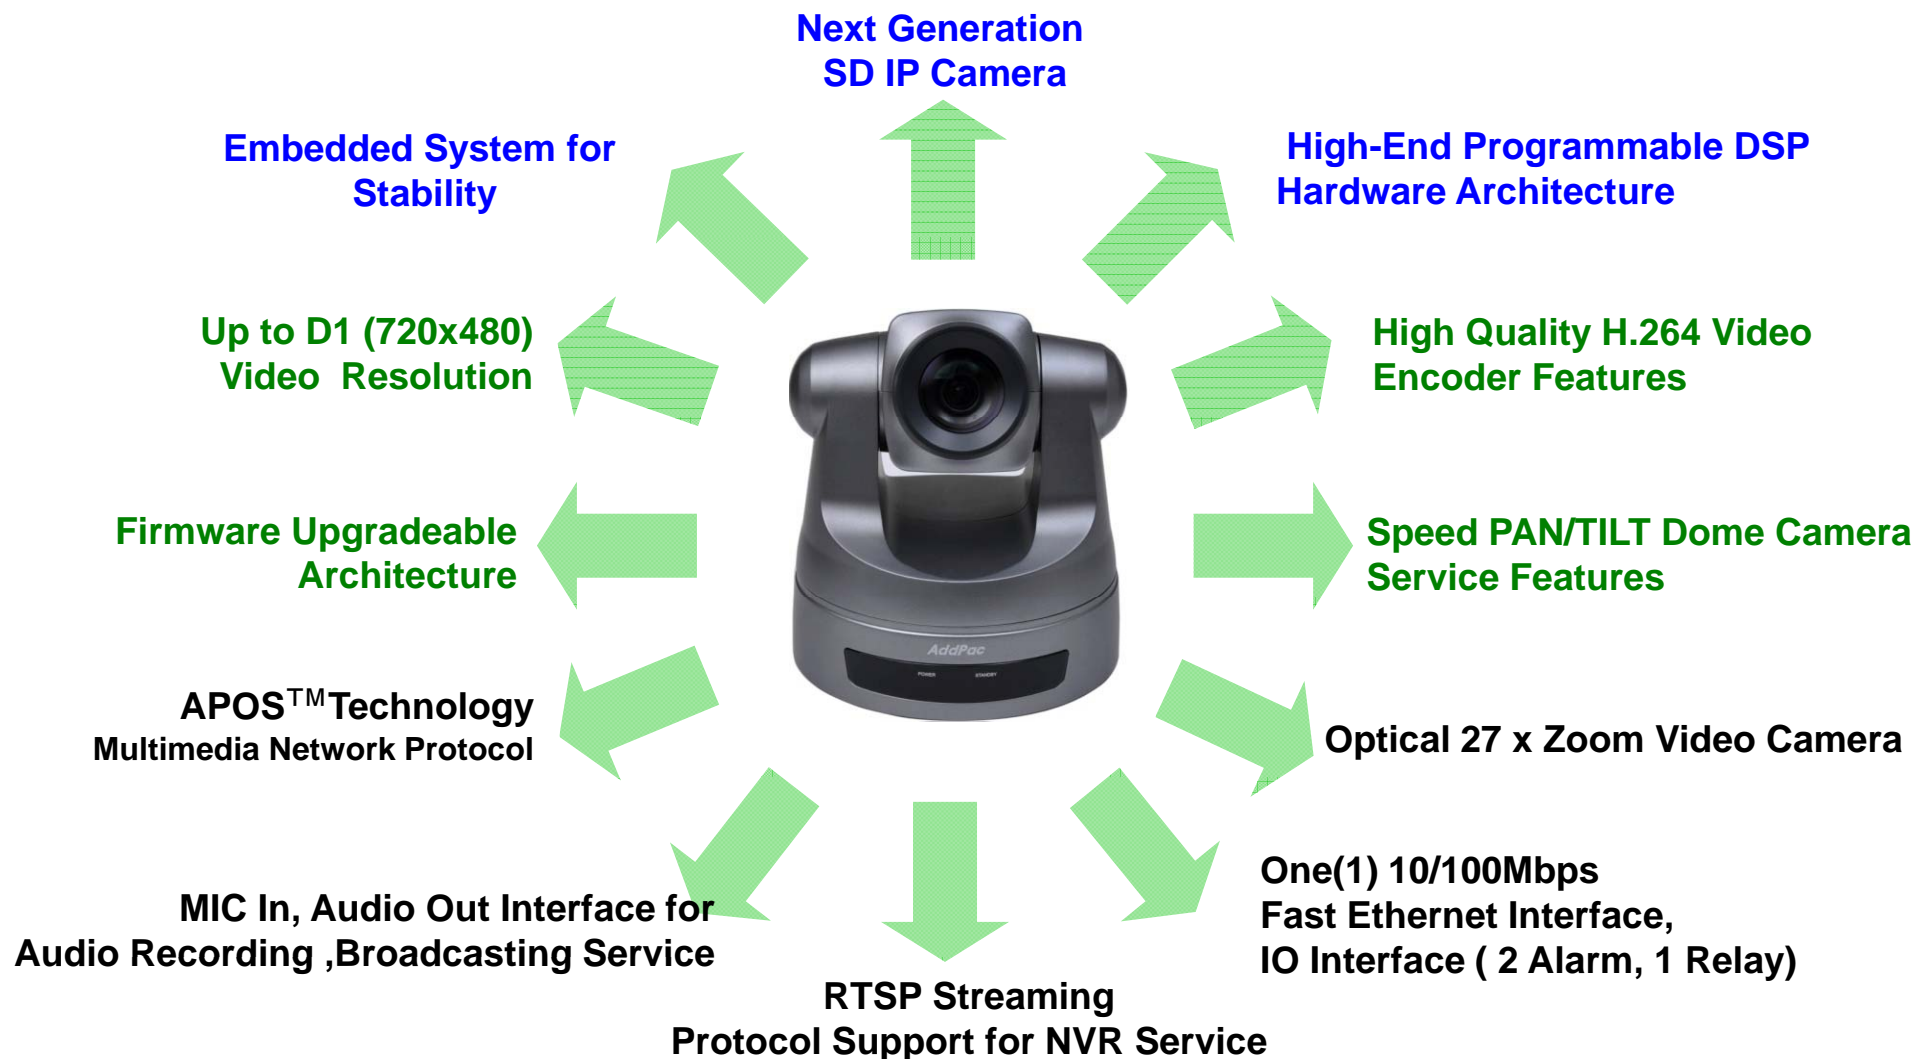 Next Generation
SD IP Camera
Embedded System for
Stability
High-End Programmable DSP
Hardware Architecture
Up to D1 (720x480)
Video Resolution
High Quality H.264 Video
Encoder Features
Firmware Upgradeable
Architecture
Speed PAN/TILT Dome Camera
Service Features
AddPac
POWER STANDBY
APOS™Technology
Multimedia Network Protocol
Optical 27 x Zoom Video Camera
MIC In, Audio Out Interface for
Audio Recording ,Broadcasting Service
One(1) 10/100Mbps
Fast Ethernet Interface,
IO Interface ( 2 Alarm, 1 Relay)
RTSP Streaming
Protocol Support for NVR Service